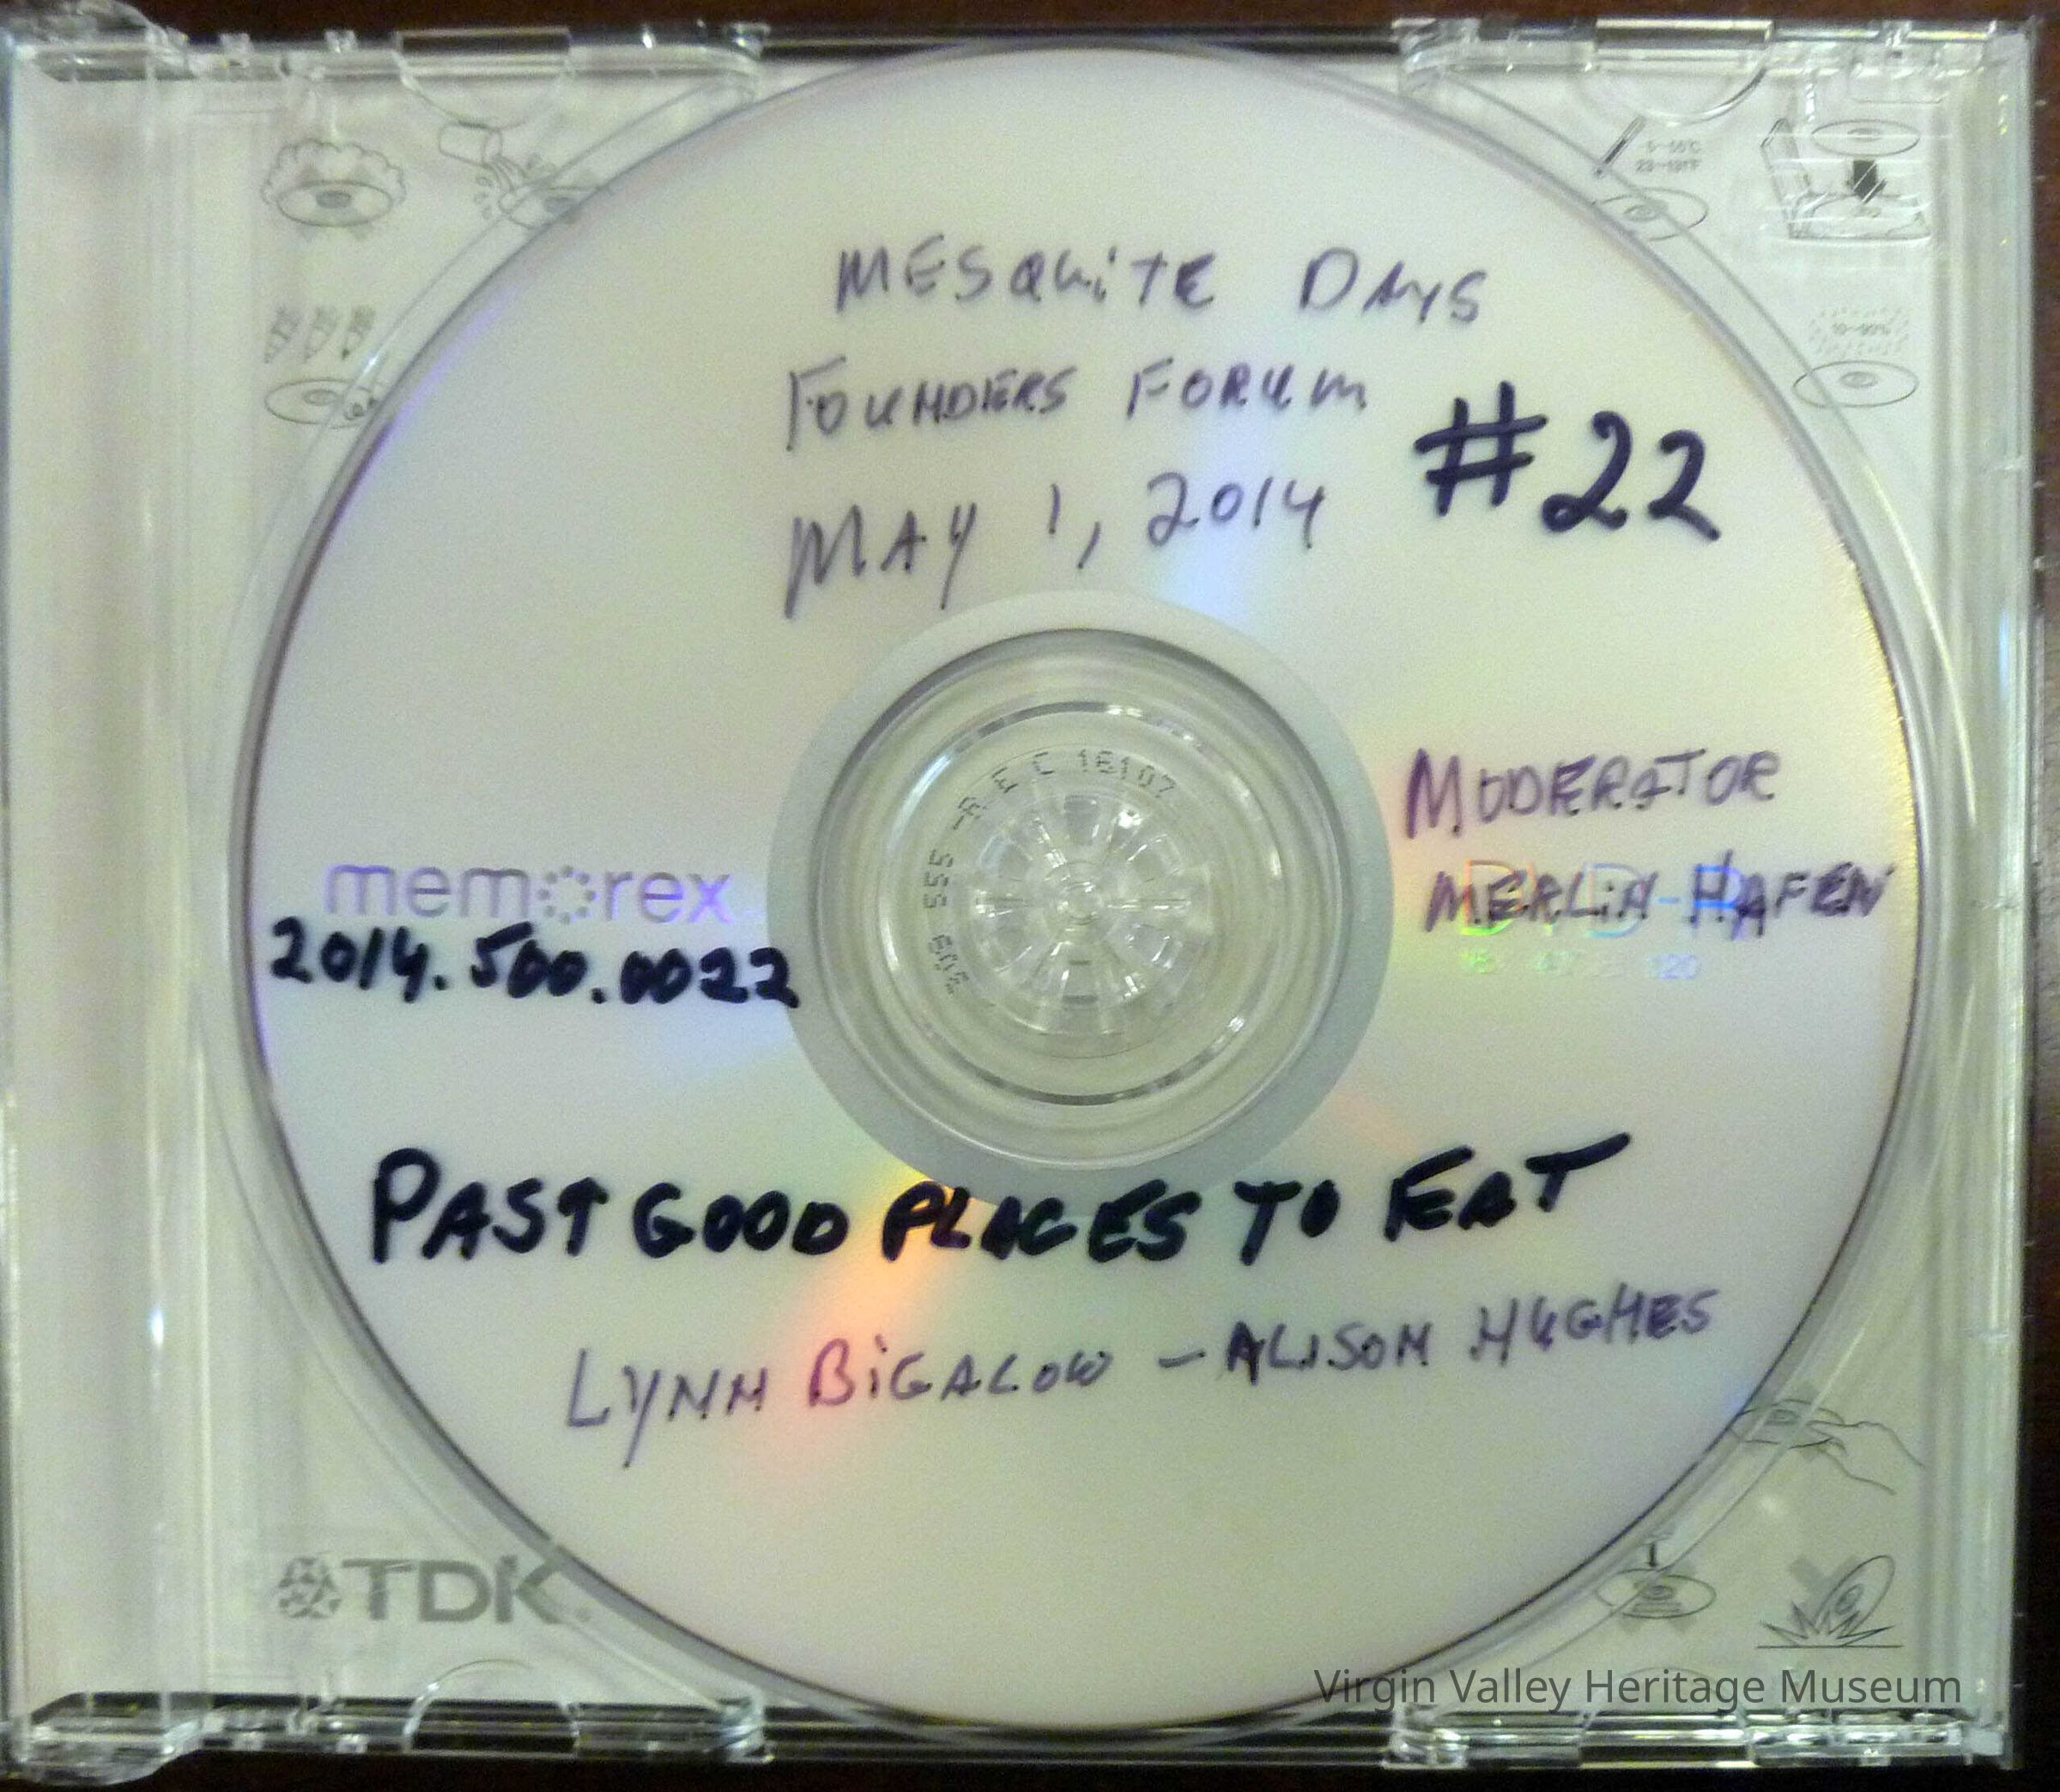 MESQUITE DAYS
FOUNDERS FORUM
MAY 1, 2014
#22
MODERATOR
MERLIN HAFEN
memorex
DVD-R
2014.500.0022
PAST GOOD PLACES TO EAT
LYNN BIGALOW - ALISON HUGHES
TDK
Virgin Valley Heritage Museum